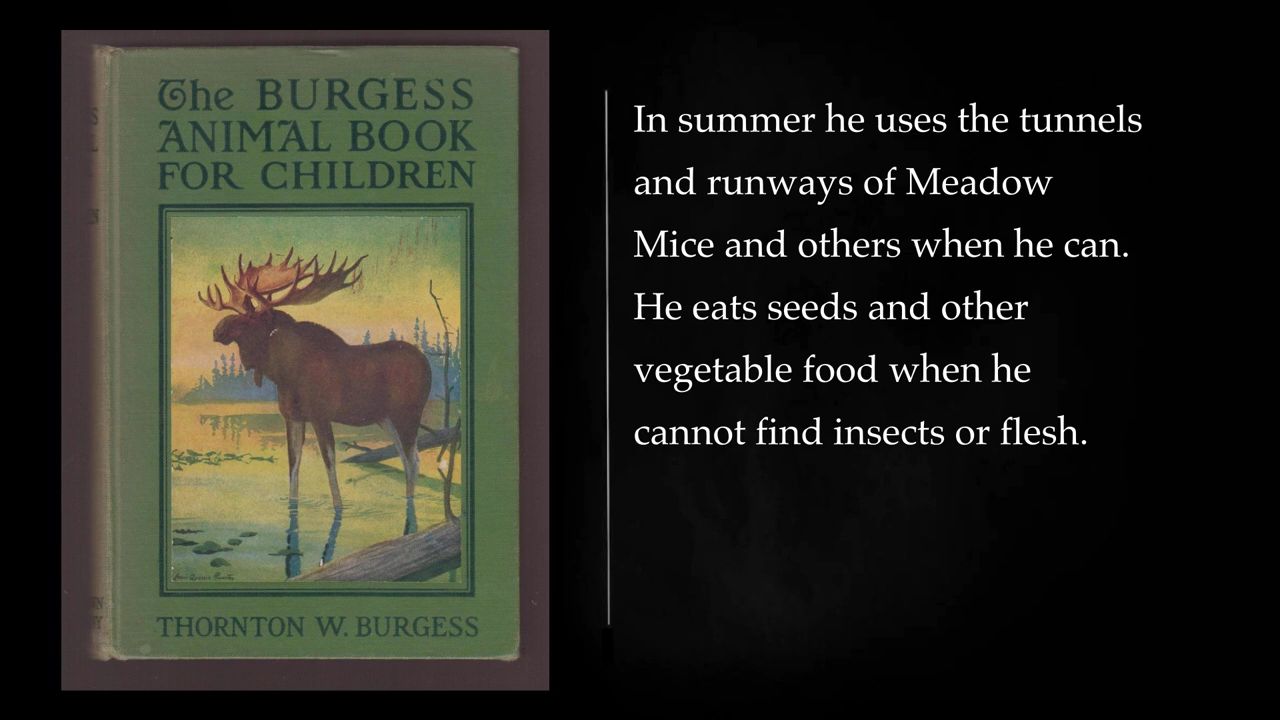 The BURGESS
ANIMAL BOOK
FOR CHILDREN
THORNTON W. BURGESS
In summer he uses the tunnels
and runways of Meadow
Mice and others when he can.
He eats seeds and other
vegetable food when he
cannot find insects or flesh.